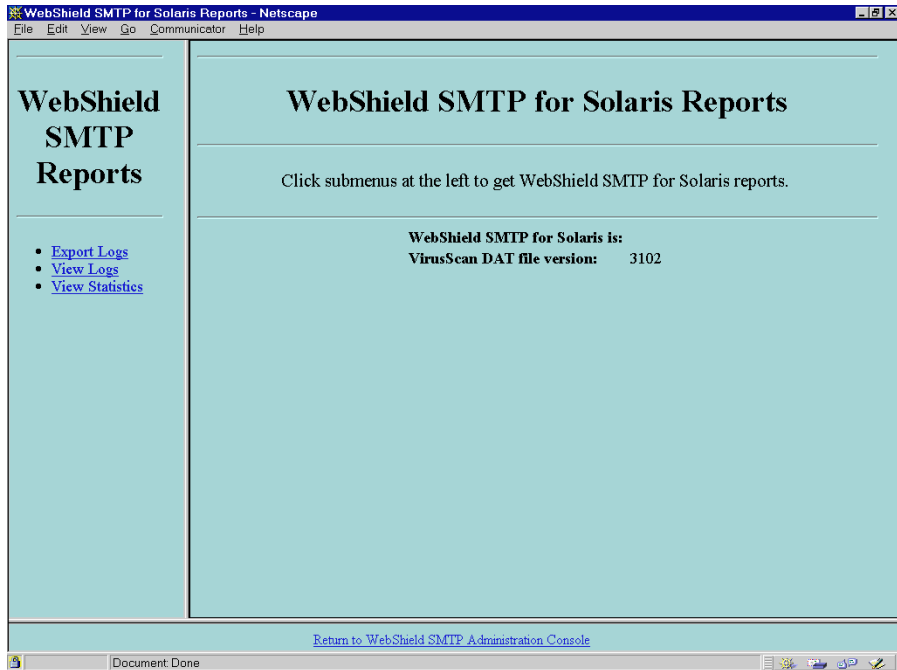 WebShield SMTP for Solaris Reports - Netscape
File Edit View Go Communicator Help
WebShield
SMTP
Reports
Export Logs
View Logs
View Statistics
WebShield SMTP for Solaris Reports
Click submenus at the left to get WebShield SMTP for Solaris reports.
WebShield SMTP for Solaris is:
VirusScan DAT file version: 3102
Return to WebShield SMTP Administration Console
Document: Done